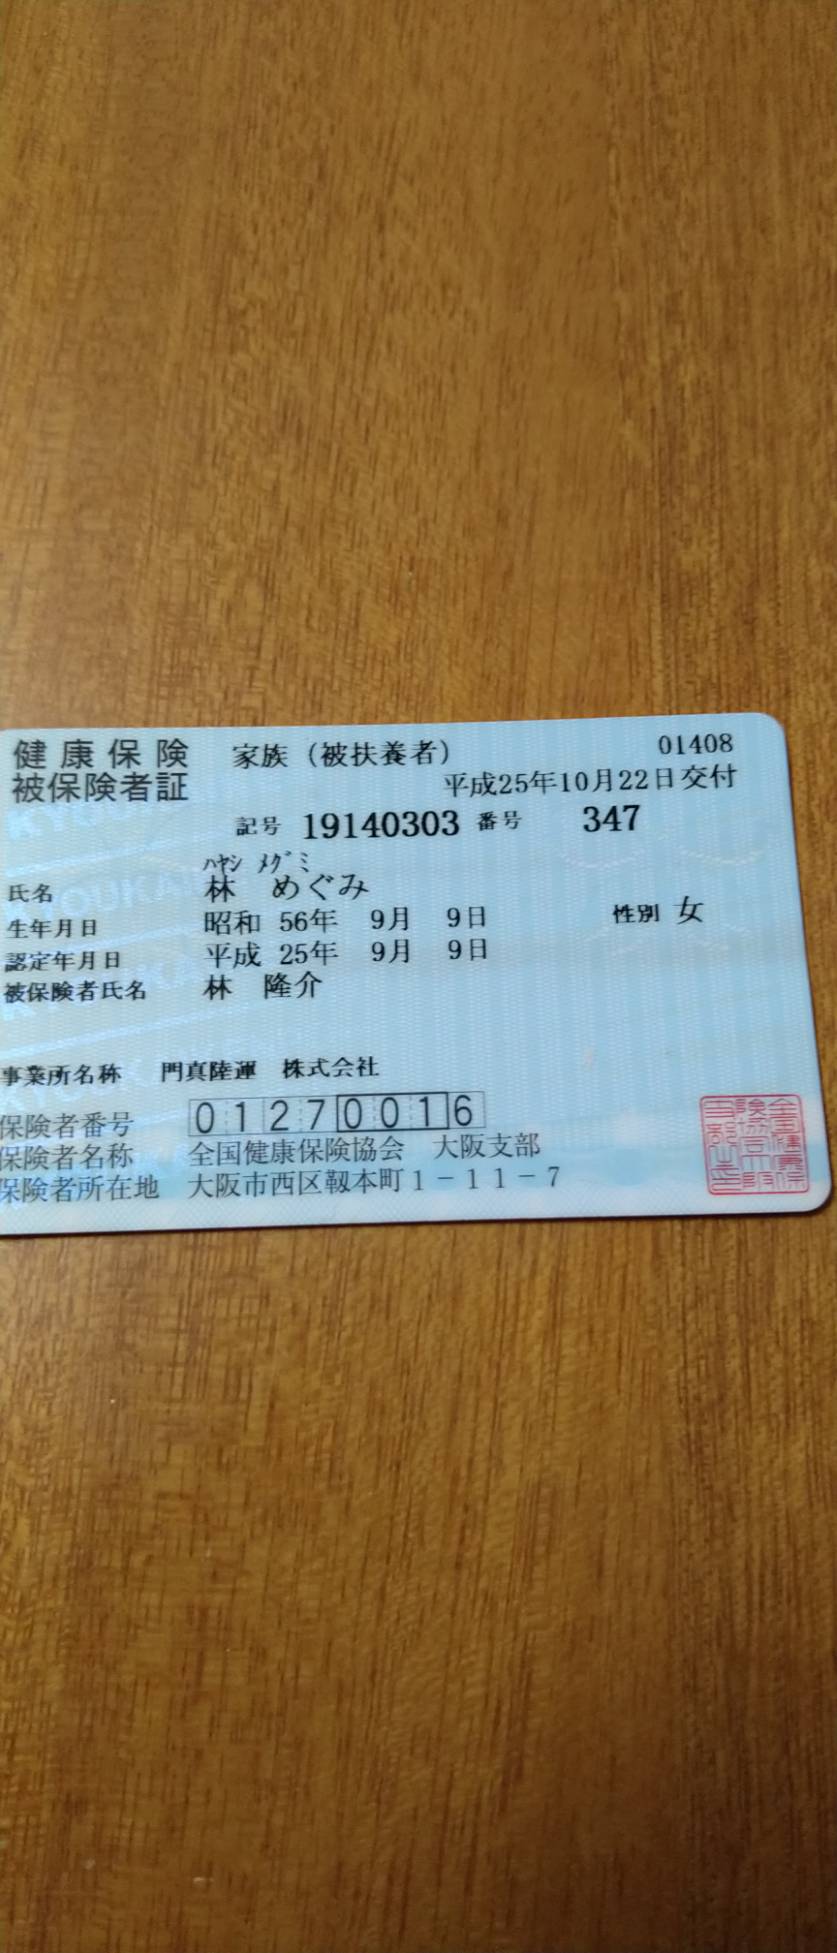 健康保険 家族（被扶養者） 01408
被保険者証 平成25年10月22日交付
記号 19140303 番号 347
ﾊﾔｼ ﾒｸﾞﾐ
氏名 林 めぐみ
生年月日 昭和 56年 9月 9日 性別 女
認定年月日 平成 25年 9月 9日
被保険者氏名 林 隆介
事業所名称 門真陸運 株式会社
保険者番号 01270016
保険者名称 全国健康保険協会 大阪支部
保険者所在地 大阪市西区靱本町1－11－7